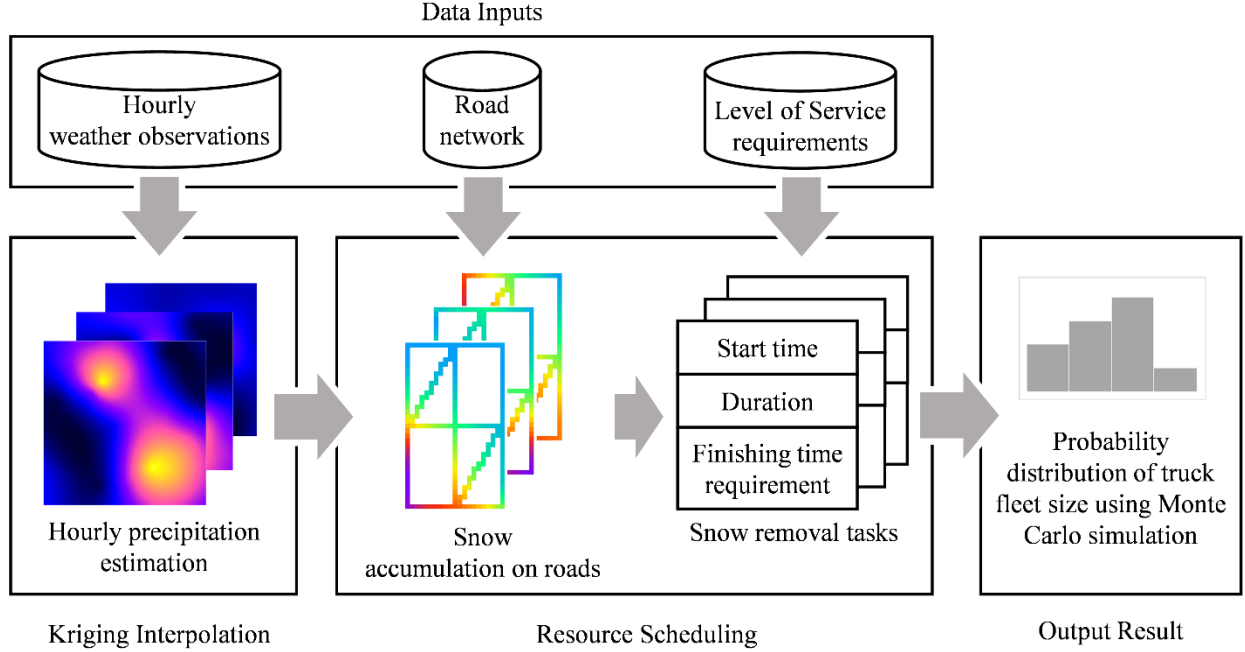 Data Inputs
Hourly
weather observations
Road
network
Level of Service
requirements
Hourly precipitation
estimation
Snow
accumulation on roads
Start time
Duration
Finishing time
requirement
Snow removal tasks
Probability
distribution of truck
fleet size using Monte
Carlo simulation
Kriging Interpolation
Resource Scheduling
Output Result